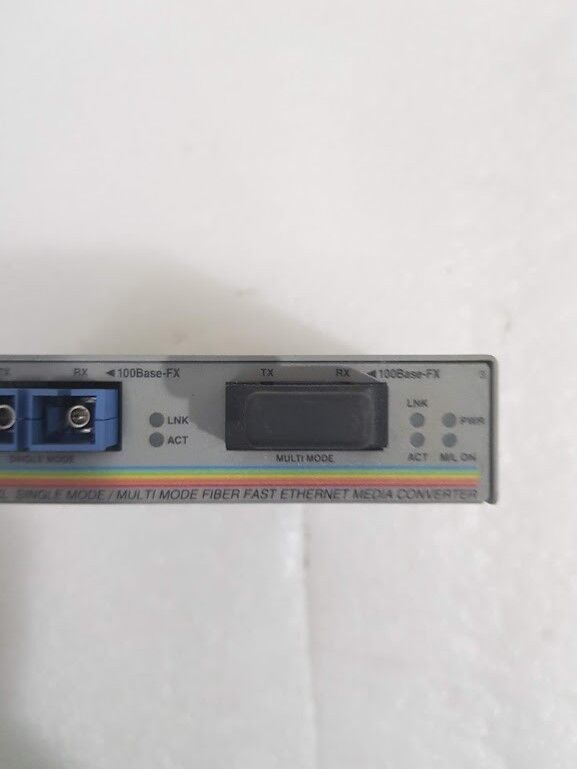 TX RX ◄100Base-FX TX RX ◄100Base-FX
LNK
ACT
SINGLE MODE
MULTI MODE
LNK
PWR
ACT M/L ON
SINGLE MODE / MULTI MODE FIBER FAST ETHERNET MEDIA CONVERTER